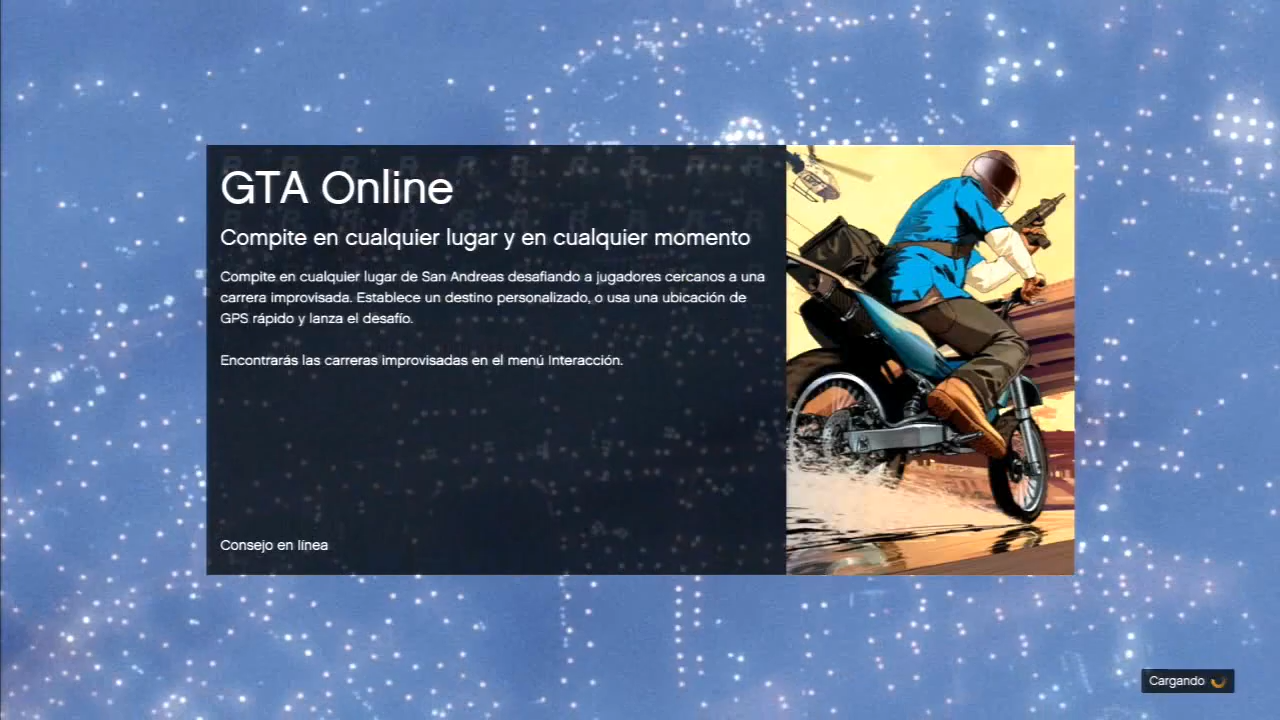 GTA Online
Compite en cualquier lugar y en cualquier momento
Compite en cualquier lugar de San Andreas desafiando a jugadores cercanos a una
carrera improvisada. Establece un destino personalizado, o usa una ubicación de
GPS rápido y lanza el desafío.
Encontrarás las carreras improvisadas en el menú Interacción.
Consejo en línea
Cargando